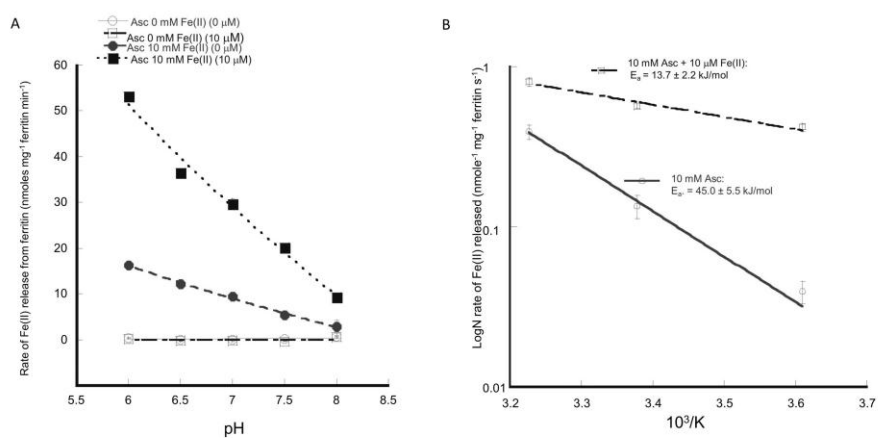 A
Asc 0 mM Fe(II) (0 μM)
Asc 0 mM Fe(II) (10 μM)
Asc 10 mM Fe(II) (0 μM)
Asc 10 mM Fe(II) (10 μM)
Rate of Fe(II) release from ferritin (nmoles mg⁻¹ ferritin min⁻¹)
60
50
40
30
20
10
0
5.5 6 6.5 7 7.5 8 8.5
pH
B
LogN rate of Fe(II) released (nmole⁻¹ mg⁻¹ ferritin s⁻¹)
1
0.1
0.01
10 mM Asc + 10 μM Fe(II):
Eₐ = 13.7 ± 2.2 kJ/mol
10 mM Asc:
Eₐ· = 45.0 ± 5.5 kJ/mol
3.2 3.3 3.4 3.5 3.6 3.7
10³/K